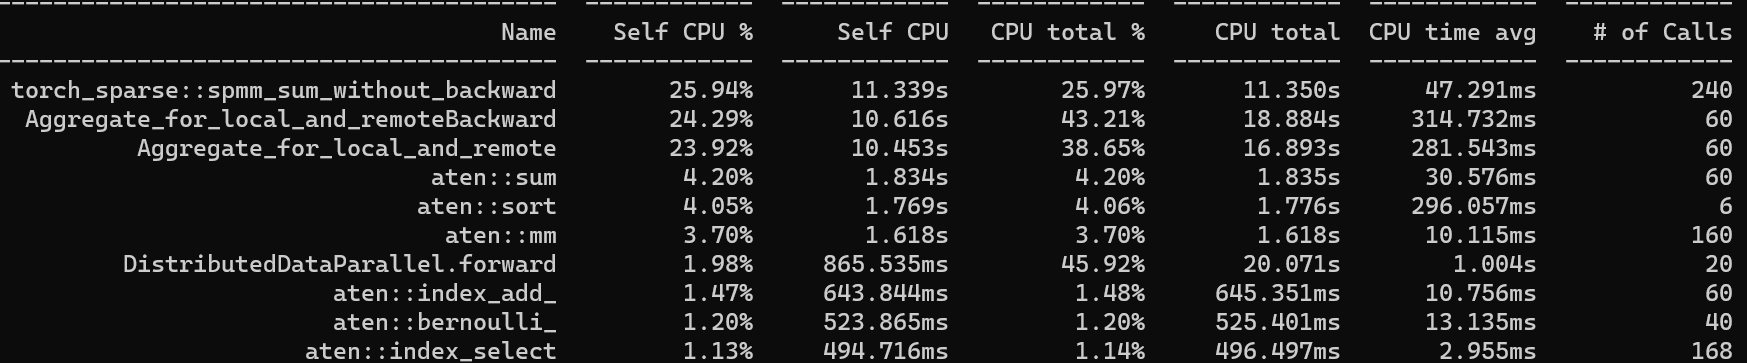 Name Self CPU % Self CPU CPU total % CPU total CPU time avg # of Calls
torch_sparse::spmm_sum_without_backward 25.94% 11.339s 25.97% 11.350s 47.291ms 240
Aggregate_for_local_and_remoteBackward 24.29% 10.616s 43.21% 18.884s 314.732ms 60
Aggregate_for_local_and_remote 23.92% 10.453s 38.65% 16.893s 281.543ms 60
aten::sum 4.20% 1.834s 4.20% 1.835s 30.576ms 60
aten::sort 4.05% 1.769s 4.06% 1.776s 296.057ms 6
aten::mm 3.70% 1.618s 3.70% 1.618s 10.115ms 160
DistributedDataParallel.forward 1.98% 865.535ms 45.92% 20.071s 1.004s 20
aten::index_add_ 1.47% 643.844ms 1.48% 645.351ms 10.756ms 60
aten::bernoulli_ 1.20% 523.865ms 1.20% 525.401ms 13.135ms 40
aten::index_select 1.13% 494.716ms 1.14% 496.497ms 2.955ms 168